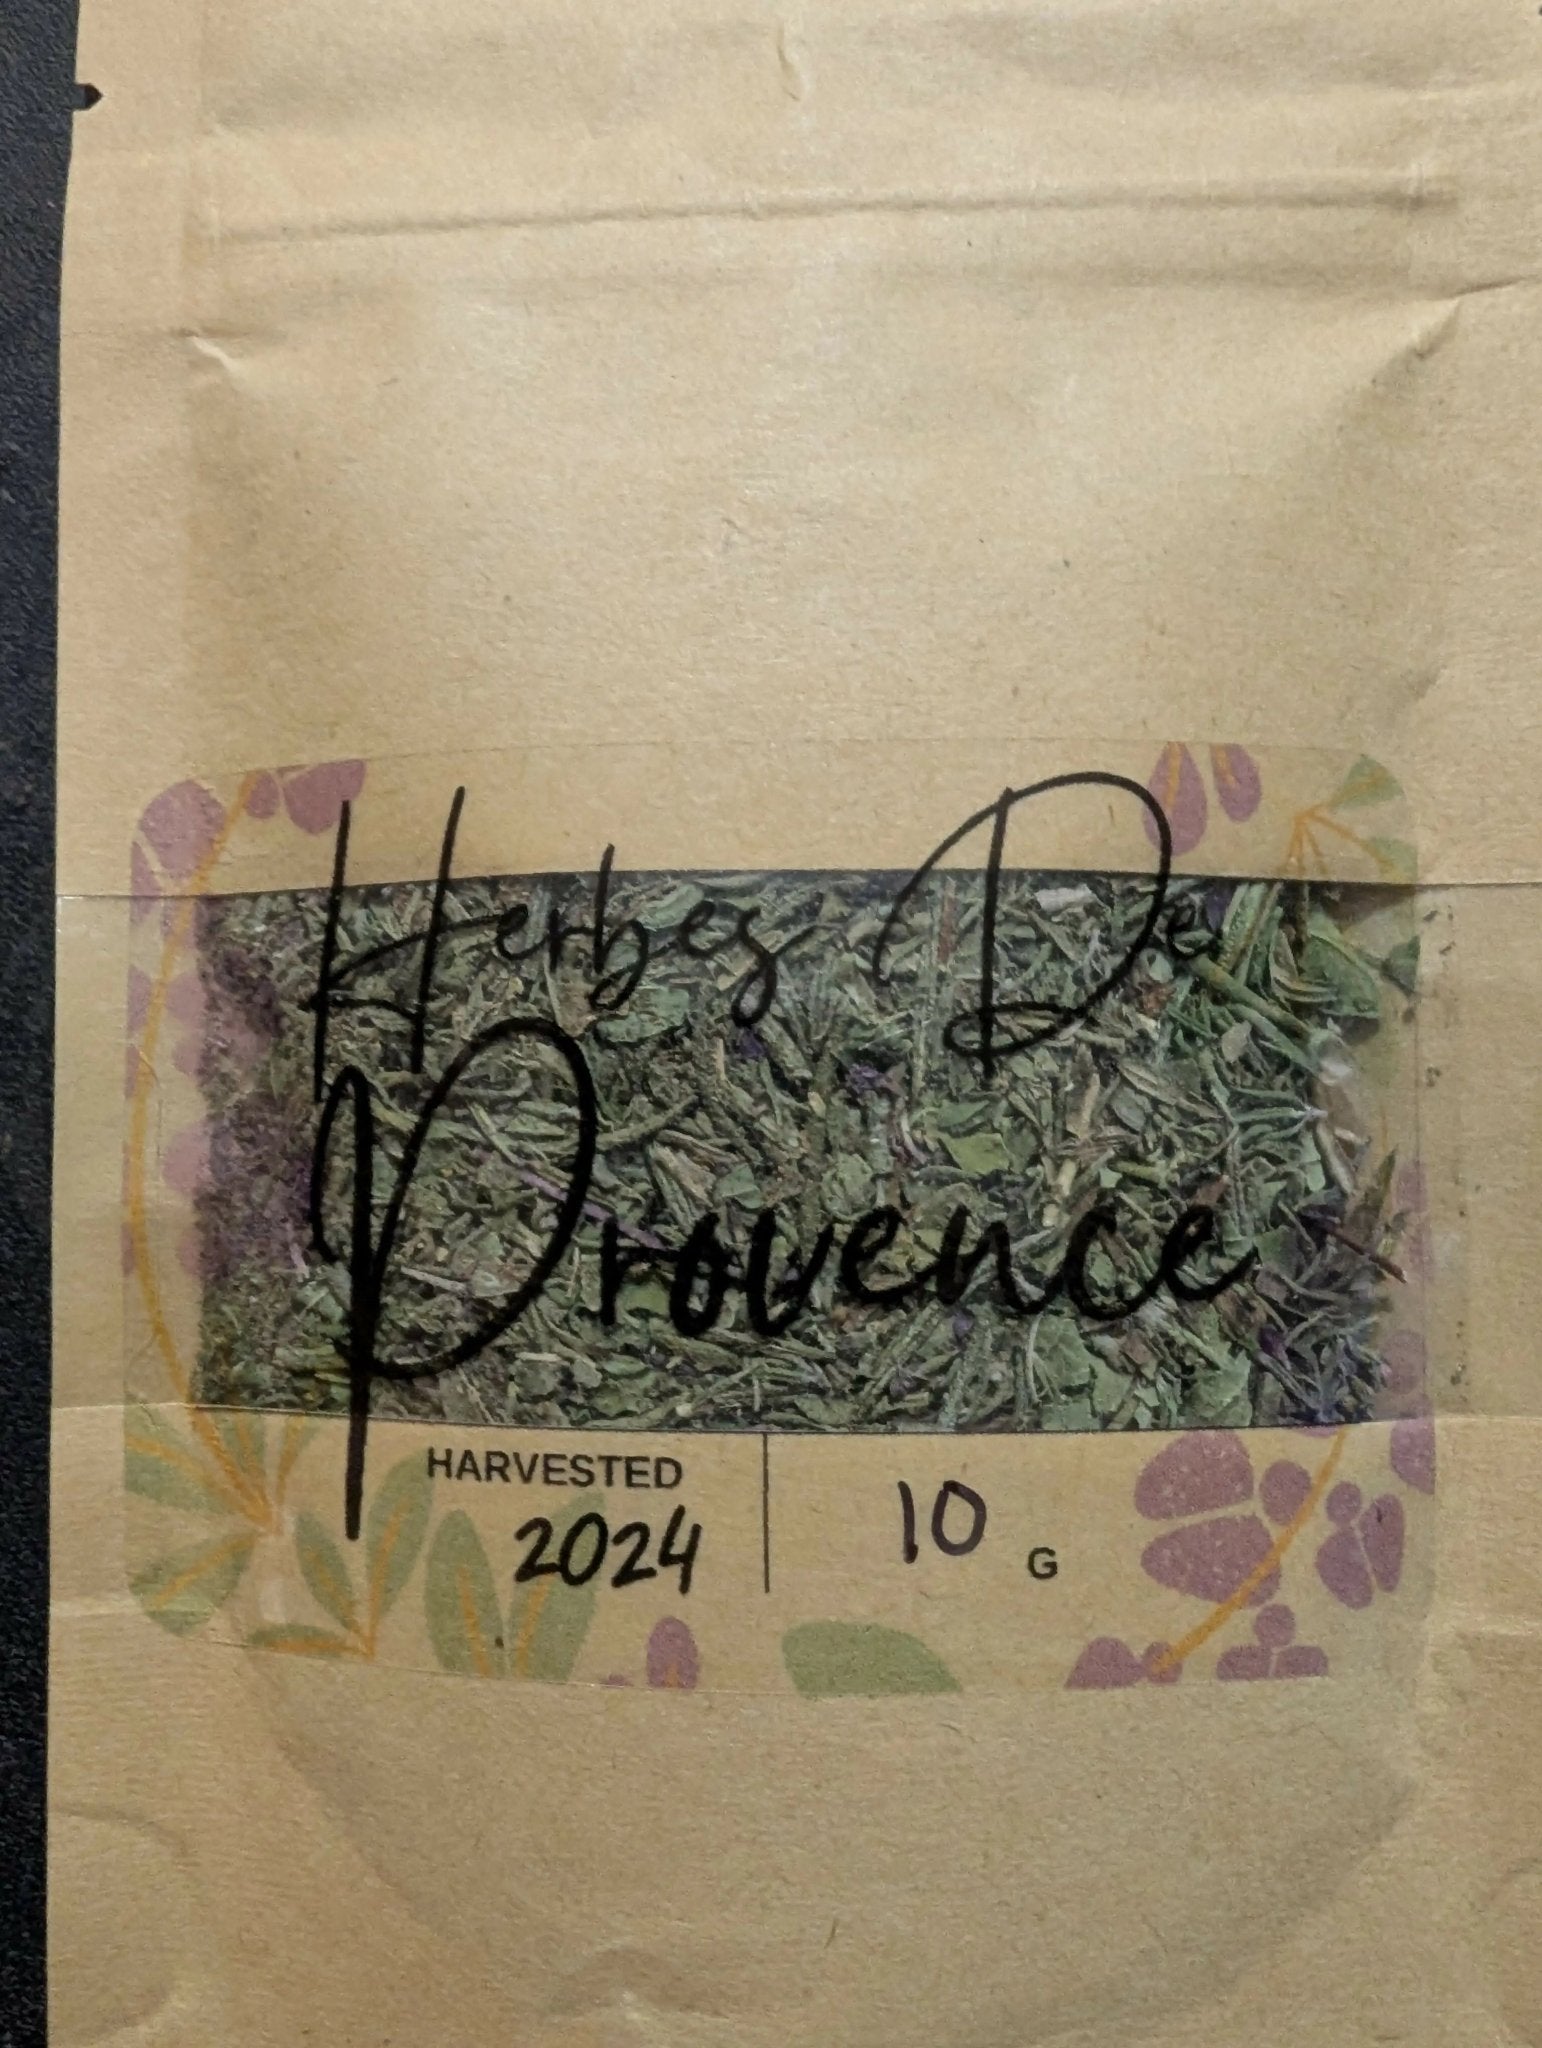 Herbes De
Provence
HARVESTED
2024
10 G